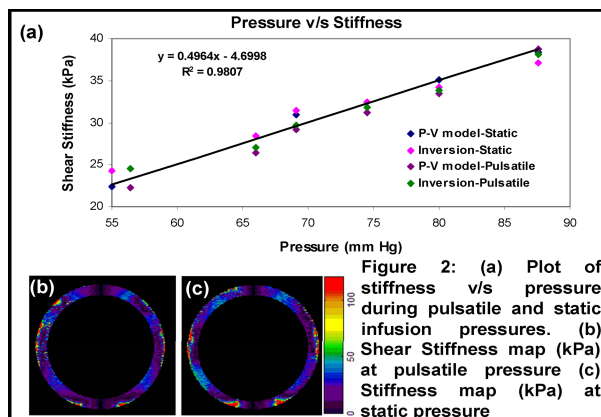 Pressure v/s Stiffness
(a)
y = 0.4964x - 4.6998
R² = 0.9807
Shear Stiffness (kPa)
40
35
30
25
20
55
60
65
70
75
80
85
90
Pressure (mm Hg)
P-V model-Static
Inversion-Static
P-V model-Pulsatile
Inversion-Pulsatile
(b)
(c)
100
50
0
Figure 2: (a) Plot of
stiffness v/s pressure
during pulsatile and static
infusion pressures. (b)
Shear Stiffness map (kPa)
at pulsatile pressure (c)
Stiffness map (kPa) at
static pressure